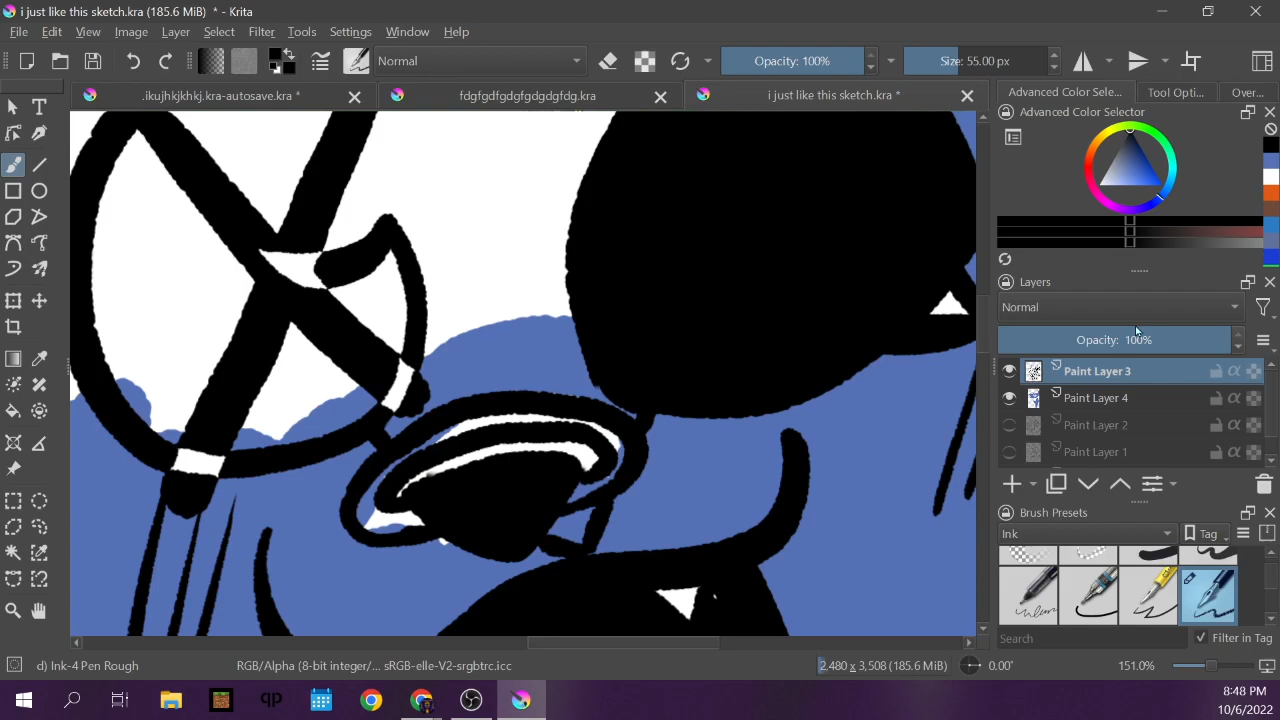 i just like this sketch.kra (185.6 MiB) * - Krita
File Edit View Image Layer Select Filter Tools Settings Window Help
Normal Opacity: 100% Size: 55.00 px
.ikujhkjkhkj.kra-autosave.kra * fdgfgdfgdgfgdgdgfdg.kra i just like this sketch.kra *
Advanced Color Sele... Tool Opti... Over...
Advanced Color Selector
Layers
Normal
Opacity: 100%
Paint Layer 3
Paint Layer 4
Paint Layer 2
Paint Layer 1
Brush Presets
Ink Tag
Search Filter in Tag
d) Ink-4 Pen Rough RGB/Alpha (8-bit integer/... sRGB-elle-V2-srgbtrc.icc 2,480 x 3,508 (185.6 MiB) 0.00° 151.0%
qp
8:48 PM
10/6/2022